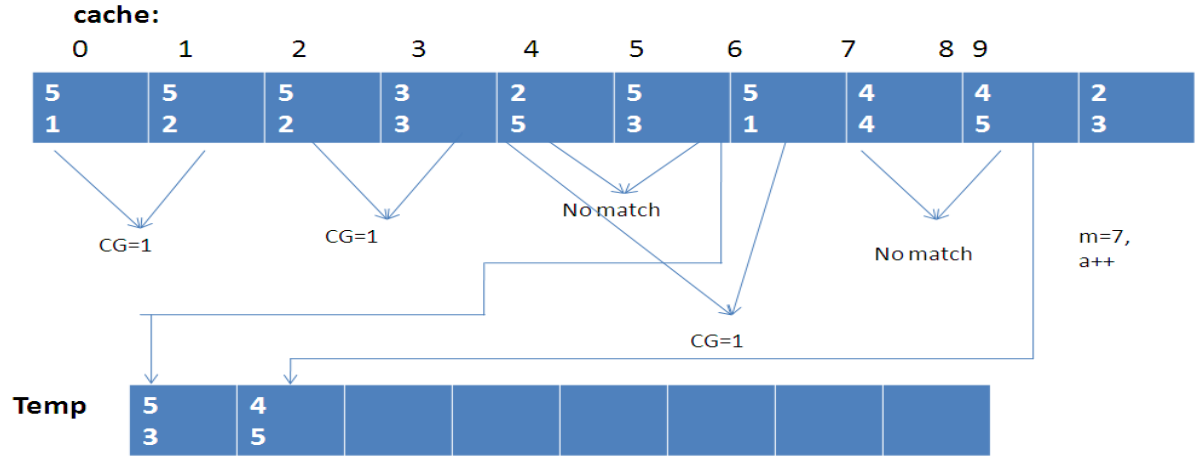 cache:
0 1 2 3 4 5 6 7 8 9
5 5 5 3 2 5 5 4 4 2
1 2 2 3 5 3 1 4 5 3
No match
CG=1
CG=1
No match
m=7,
a++
CG=1
Temp
5 4
3 5